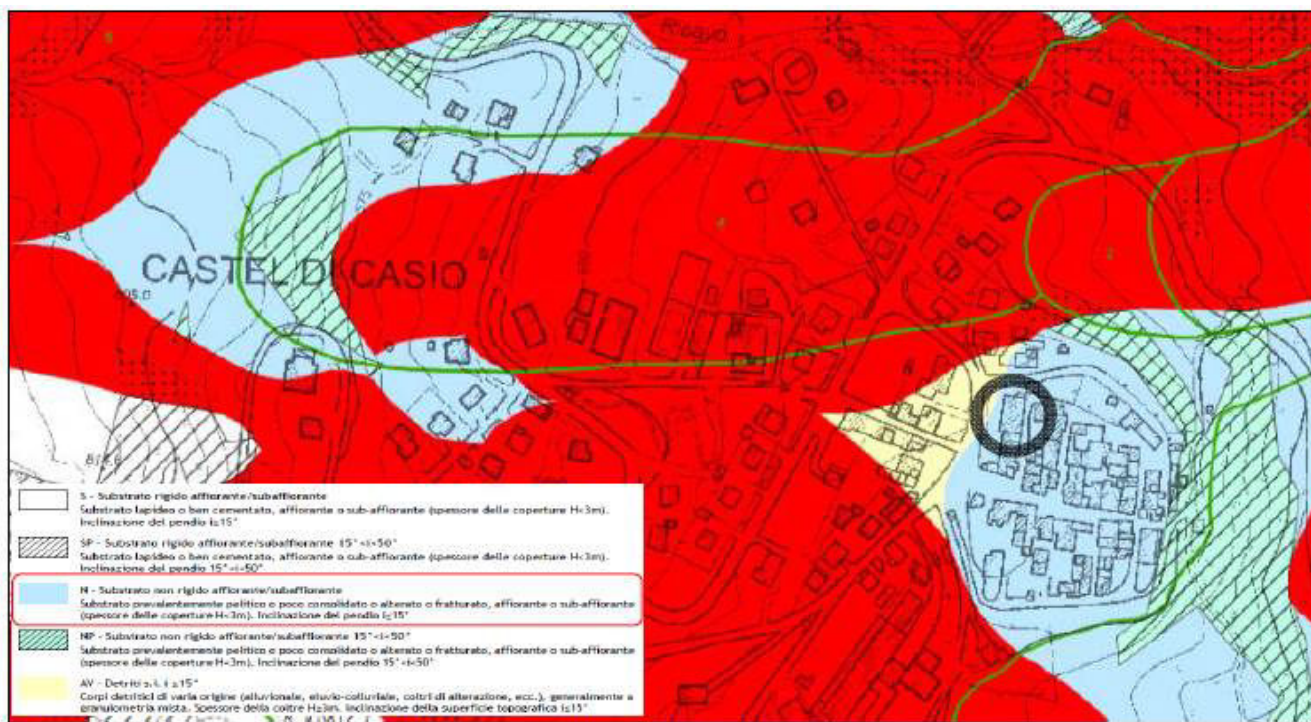 Risayo
CASTEL DI CASIO
S - Substrato rigido affiorante/subaffiorante
Substrato lapideo o ben cementato, affiorante o sub-affiorante (spessore delle coperture H<3m).
Inclinazione del pendio i≤15°
SP - Substrato rigido affiorante/subaffiorante 15°<i<50°
Substrato lapideo o ben cementato, affiorante o sub-affiorante (spessore delle coperture H<3m).
Inclinazione del pendio 15°<i<50°
N - Substrato non rigido affiorante/subaffiorante
Substrato prevalentemente pelitico o poco consolidato o alterato o fratturato, affiorante o sub-affiorante
(spessore delle coperture H<3m). Inclinazione del pendio i≤15°
NP - Substrato non rigido affiorante/subaffiorante 15°<i<50°
Substrato prevalentemente pelitico o poco consolidato o alterato o fratturato, affiorante o sub-affiorante
(spessore delle coperture H<3m). Inclinazione del pendio 15°<i<50°
AV - Detriti s.l. i ≤15°
Corpi detritici di varia origine (alluvionale, eluvio-colluviale, coltri di alterazione, ecc.), generalmente a
granulometria mista. Spessore della coltre H≥3m. Inclinazione della superficie topografica i≤15°